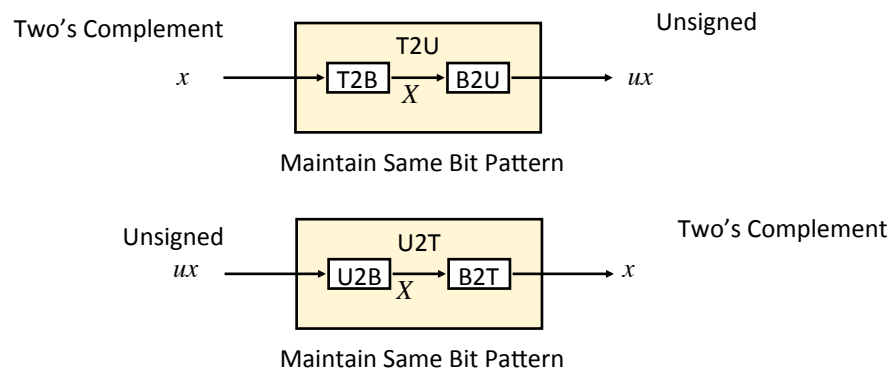 Two's Complement
Unsigned
T2U
x
T2B
X
B2U
ux
Maintain Same Bit Pattern
Unsigned
Two's Complement
U2T
ux
U2B
X
B2T
x
Maintain Same Bit Pattern